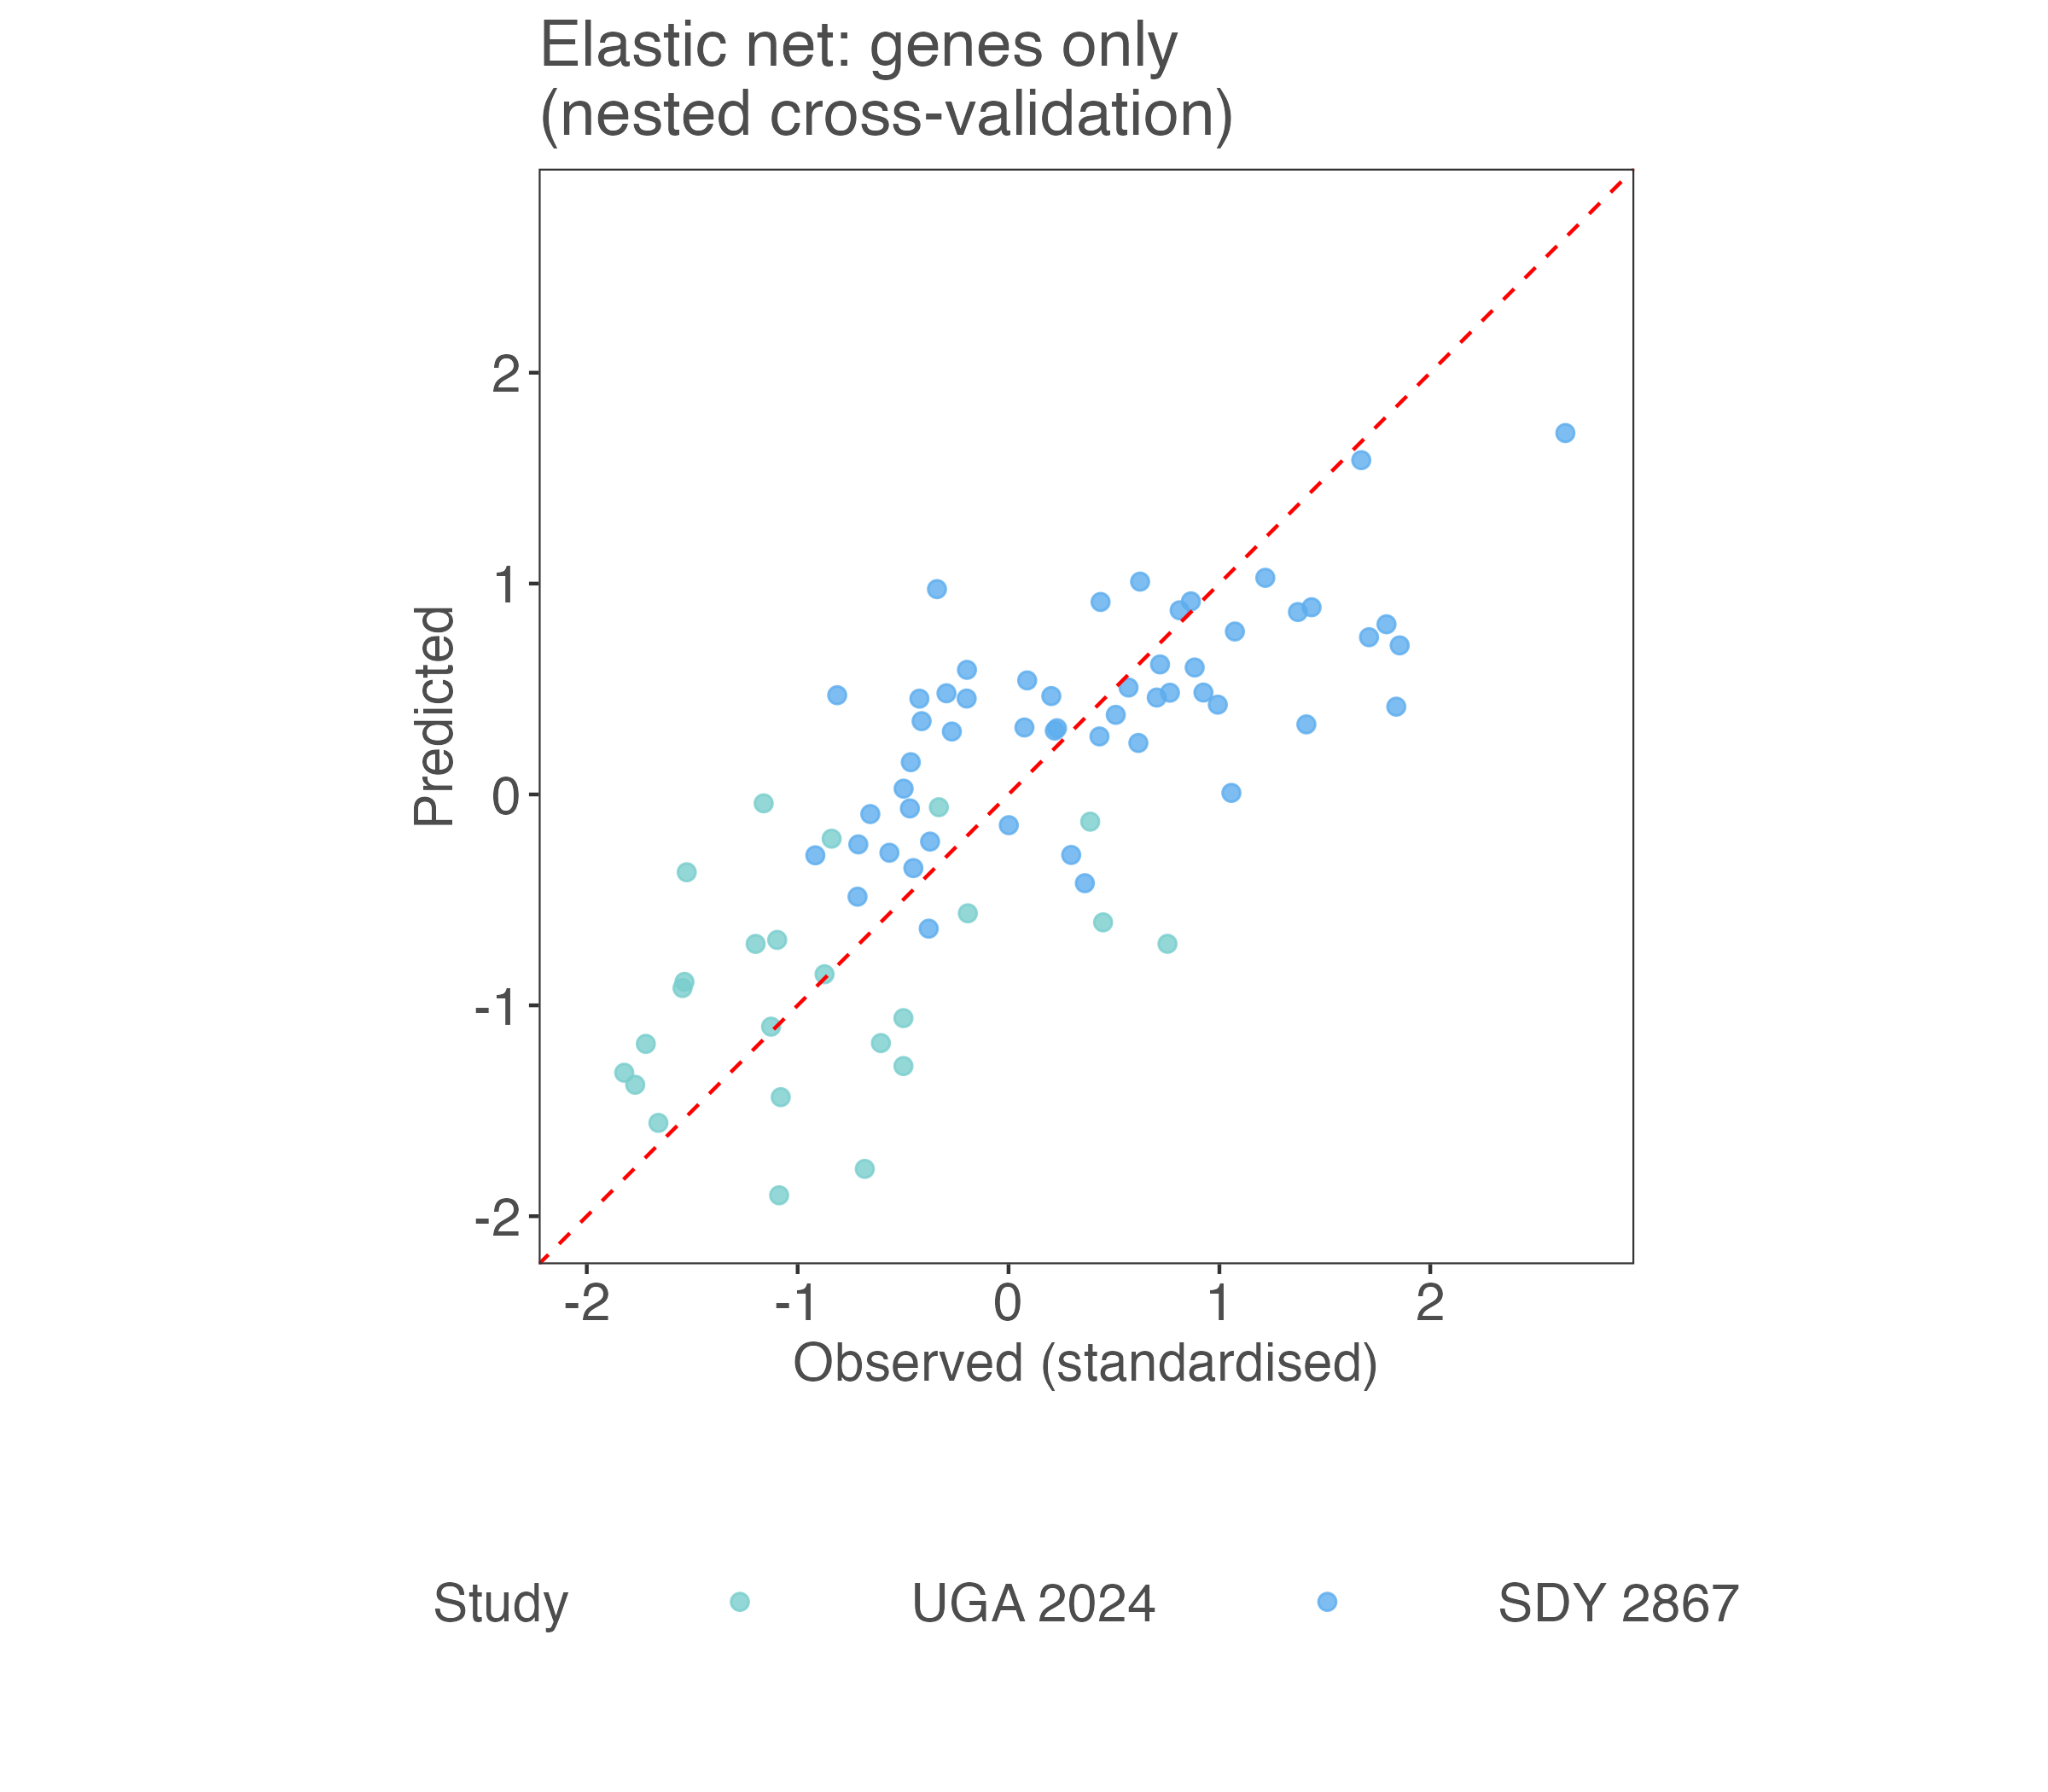 Elastic net: genes only
(nested cross-validation)
Predicted
2
1
0
-1
-2
-2 -1 0 1 2
Observed (standardised)
Study UGA 2024 SDY 2867